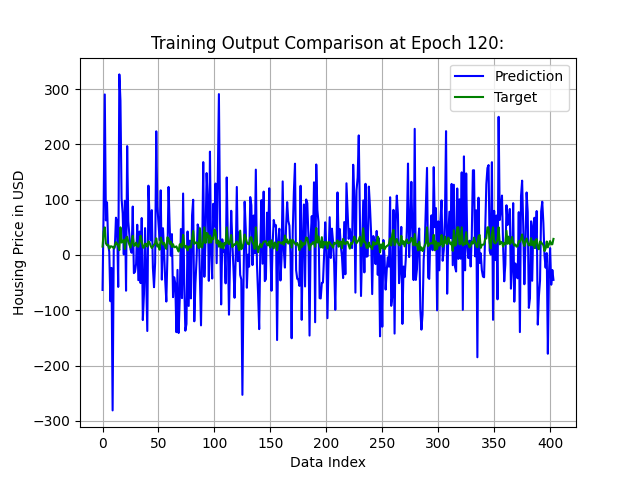 Training Output Comparison at Epoch 120:
Prediction
Target
Housing Price in USD
300
200
100
0
−100
−200
−300
0 50 100 150 200 250 300 350 400
Data Index